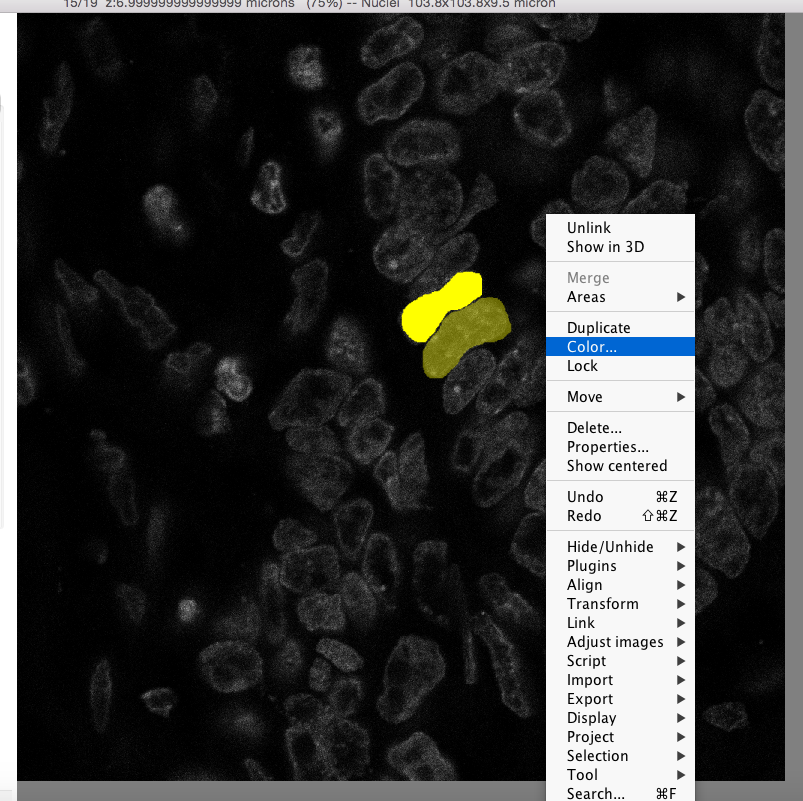 15/19 z:6.999999999999999 microns (75%) -- Nuclei 103.8x103.8x9.5 micron
Unlink
Show in 3D
Merge
Areas ▶
Duplicate
Color...
Lock
Move ▶
Delete...
Properties...
Show centered
Undo ⌘Z
Redo ⇧⌘Z
Hide/Unhide ▶
Plugins ▶
Align ▶
Transform ▶
Link ▶
Adjust images ▶
Script ▶
Import ▶
Export ▶
Display ▶
Project ▶
Selection ▶
Tool ▶
Search... ⌘F